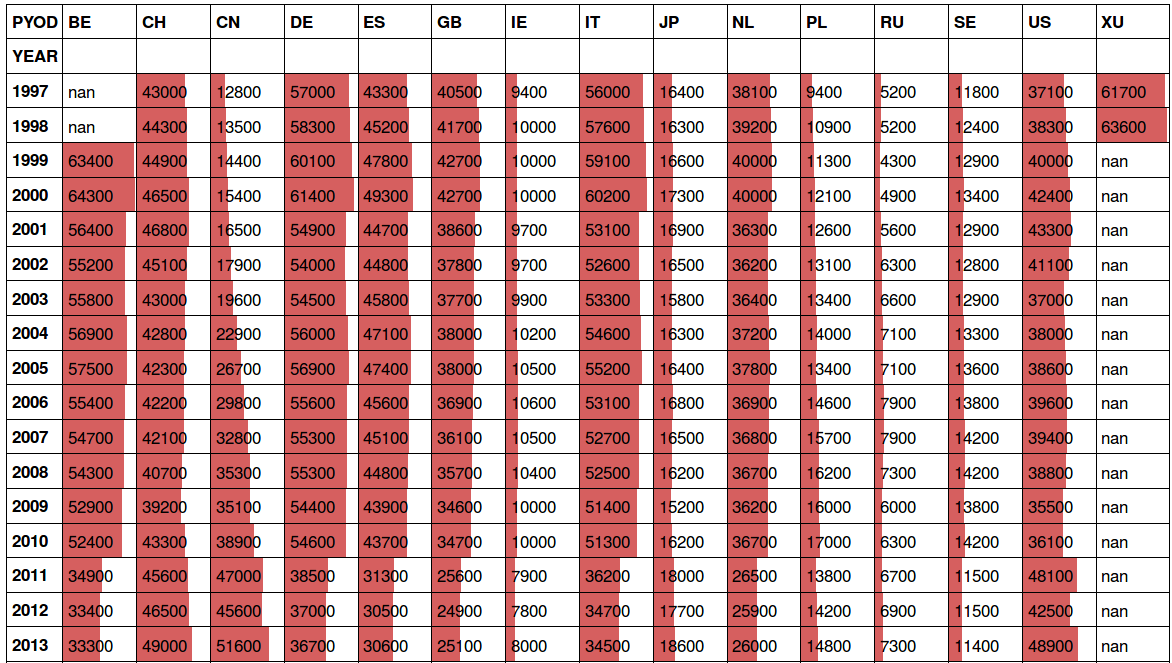 PYOD BE CH CN DE ES GB IE IT JP NL PL RU SE US XU
YEAR
1997 nan 43000 12800 57000 43300 40500 9400 56000 16400 38100 9400 5200 11800 37100 61700
1998 nan 44300 13500 58300 45200 41700 10000 57600 16300 39200 10900 5200 12400 38300 63600
1999 63400 44900 14400 60100 47800 42700 10000 59100 16600 40000 11300 4300 12900 40000 nan
2000 64300 46500 15400 61400 49300 42700 10000 60200 17300 40000 12100 4900 13400 42400 nan
2001 56400 46800 16500 54900 44700 38600 9700 53100 16900 36300 12600 5600 12900 43300 nan
2002 55200 45100 17900 54000 44800 37800 9700 52600 16500 36200 13100 6300 12800 41100 nan
2003 55800 43000 19600 54500 45800 37700 9900 53300 15800 36400 13400 6600 12900 37000 nan
2004 56900 42800 22900 56000 47100 38000 10200 54600 16300 37200 14000 7100 13300 38000 nan
2005 57500 42300 26700 56900 47400 38000 10500 55200 16400 37800 13400 7100 13600 38600 nan
2006 55400 42200 29800 55600 45600 36900 10600 53100 16800 36900 14600 7900 13800 39600 nan
2007 54700 42100 32800 55300 45100 36100 10500 52700 16500 36800 15700 7900 14200 39400 nan
2008 54300 40700 35300 55300 44800 35700 10400 52500 16200 36700 16200 7300 14200 38800 nan
2009 52900 39200 35100 54400 43900 34600 10000 51400 15200 36200 16000 6000 13800 35500 nan
2010 52400 43300 38900 54600 43700 34700 10000 51300 16200 36700 17000 6300 14200 36100 nan
2011 34900 45600 47000 38500 31300 25600 7900 36200 18000 26500 13800 6700 11500 48100 nan
2012 33400 46500 45600 37000 30500 24900 7800 34700 17700 25900 14200 6900 11500 42500 nan
2013 33300 49000 51600 36700 30600 25100 8000 34500 18600 26000 14800 7300 11400 48900 nan